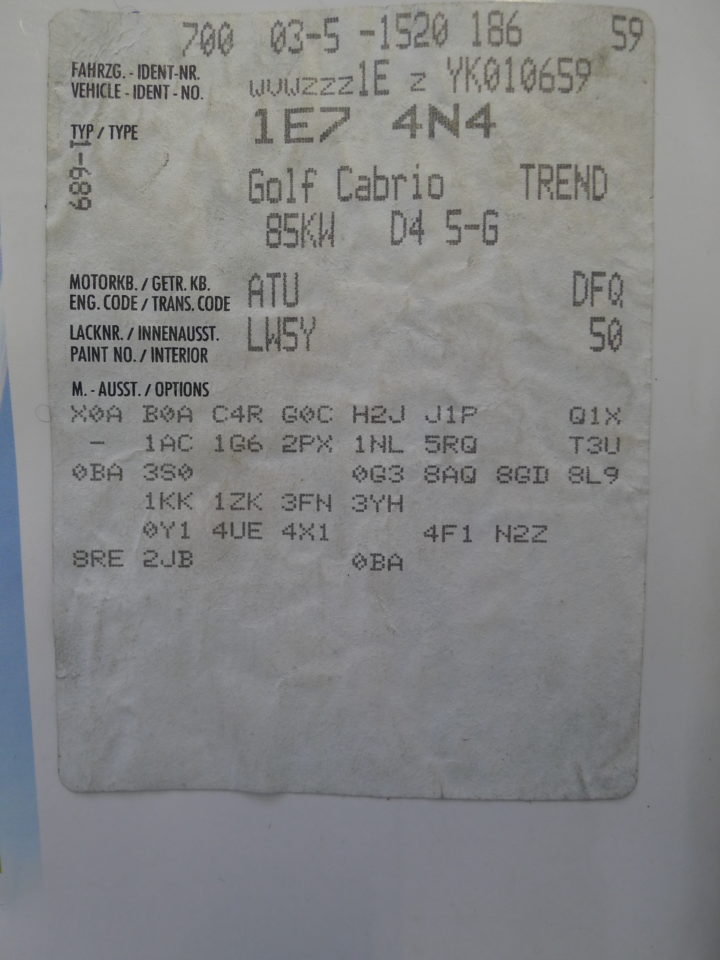 700 03-5 -1520 186 59
FAHRZG. - IDENT-NR.
VEHICLE - IDENT - NO.
WVWZZZ1E Z YK010659
TYP / TYPE
1E7 4N4
1-689
Golf Cabrio TREND
85KW D4 5-G
MOTORKB. / GETR. KB.
ENG. CODE / TRANS. CODE
ATU DFQ
LACKNR. / INNENAUSST.
PAINT NO. / INTERIOR
LW5Y 50
M. - AUSST. / OPTIONS
X0A B0A C4R G0C H2J J1P Q1X
- 1AC 1G6 2PX 1NL 5RQ T3U
0BA 3S0 0G3 8AQ 8GD 8L9
1KK 1ZK 3FN 3YH
0Y1 4UE 4X1 4F1 N2Z
8RE 2JB 0BA